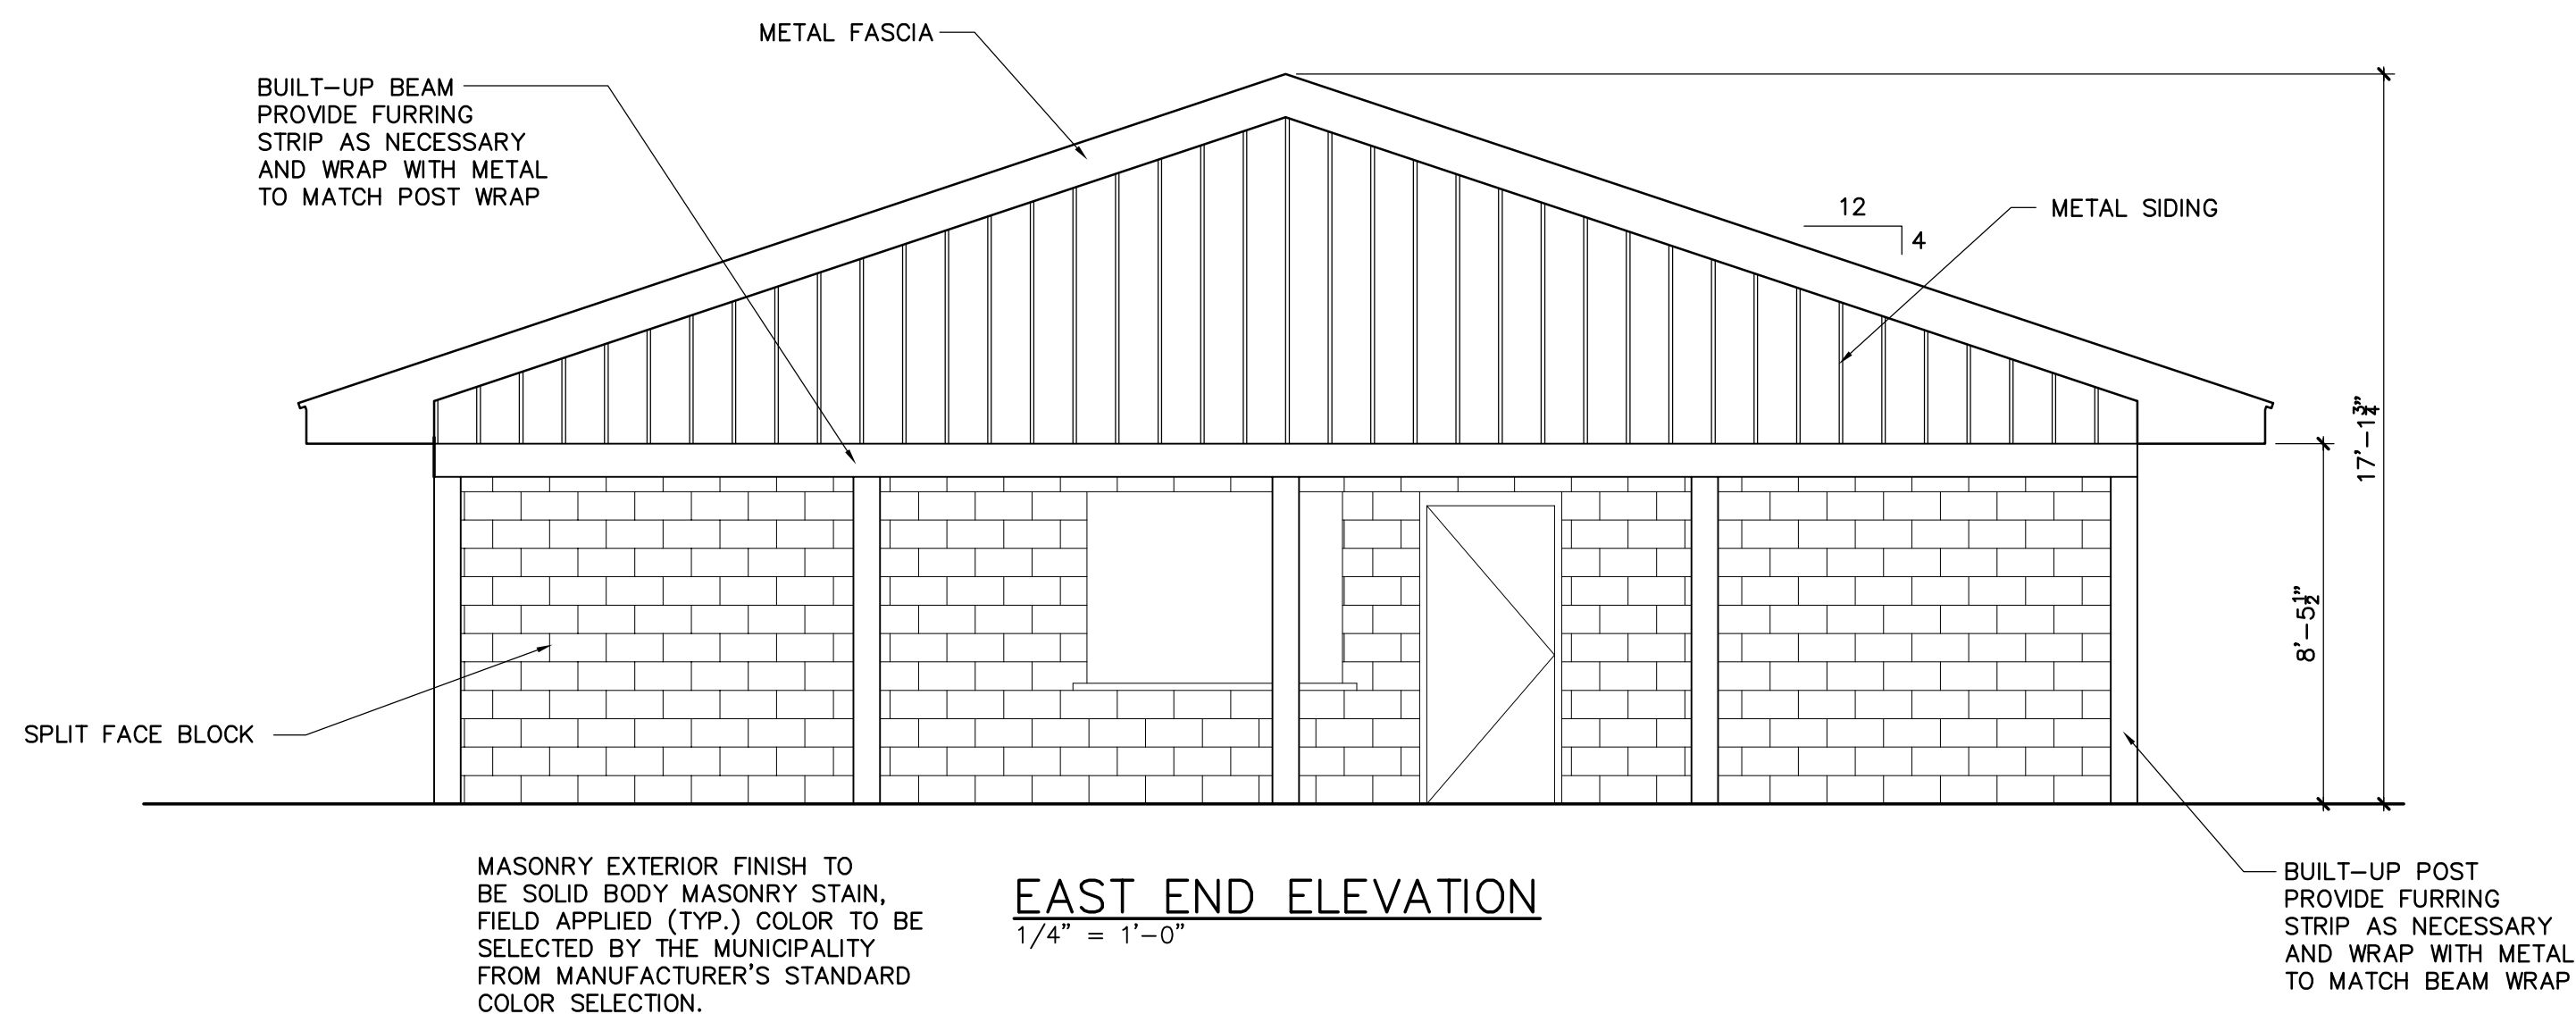 METAL FASCIA
BUILT-UP BEAM
PROVIDE FURRING
STRIP AS NECESSARY
AND WRAP WITH METAL
TO MATCH POST WRAP
12
4
METAL SIDING
17'-1 3/4"
8'-5 1/2"
SPLIT FACE BLOCK
MASONRY EXTERIOR FINISH TO
BE SOLID BODY MASONRY STAIN,
FIELD APPLIED (TYP.) COLOR TO BE
SELECTED BY THE MUNICIPALITY
FROM MANUFACTURER'S STANDARD
COLOR SELECTION.
EAST END ELEVATION
1/4" = 1'-0"
BUILT-UP POST
PROVIDE FURRING
STRIP AS NECESSARY
AND WRAP WITH METAL
TO MATCH BEAM WRAP